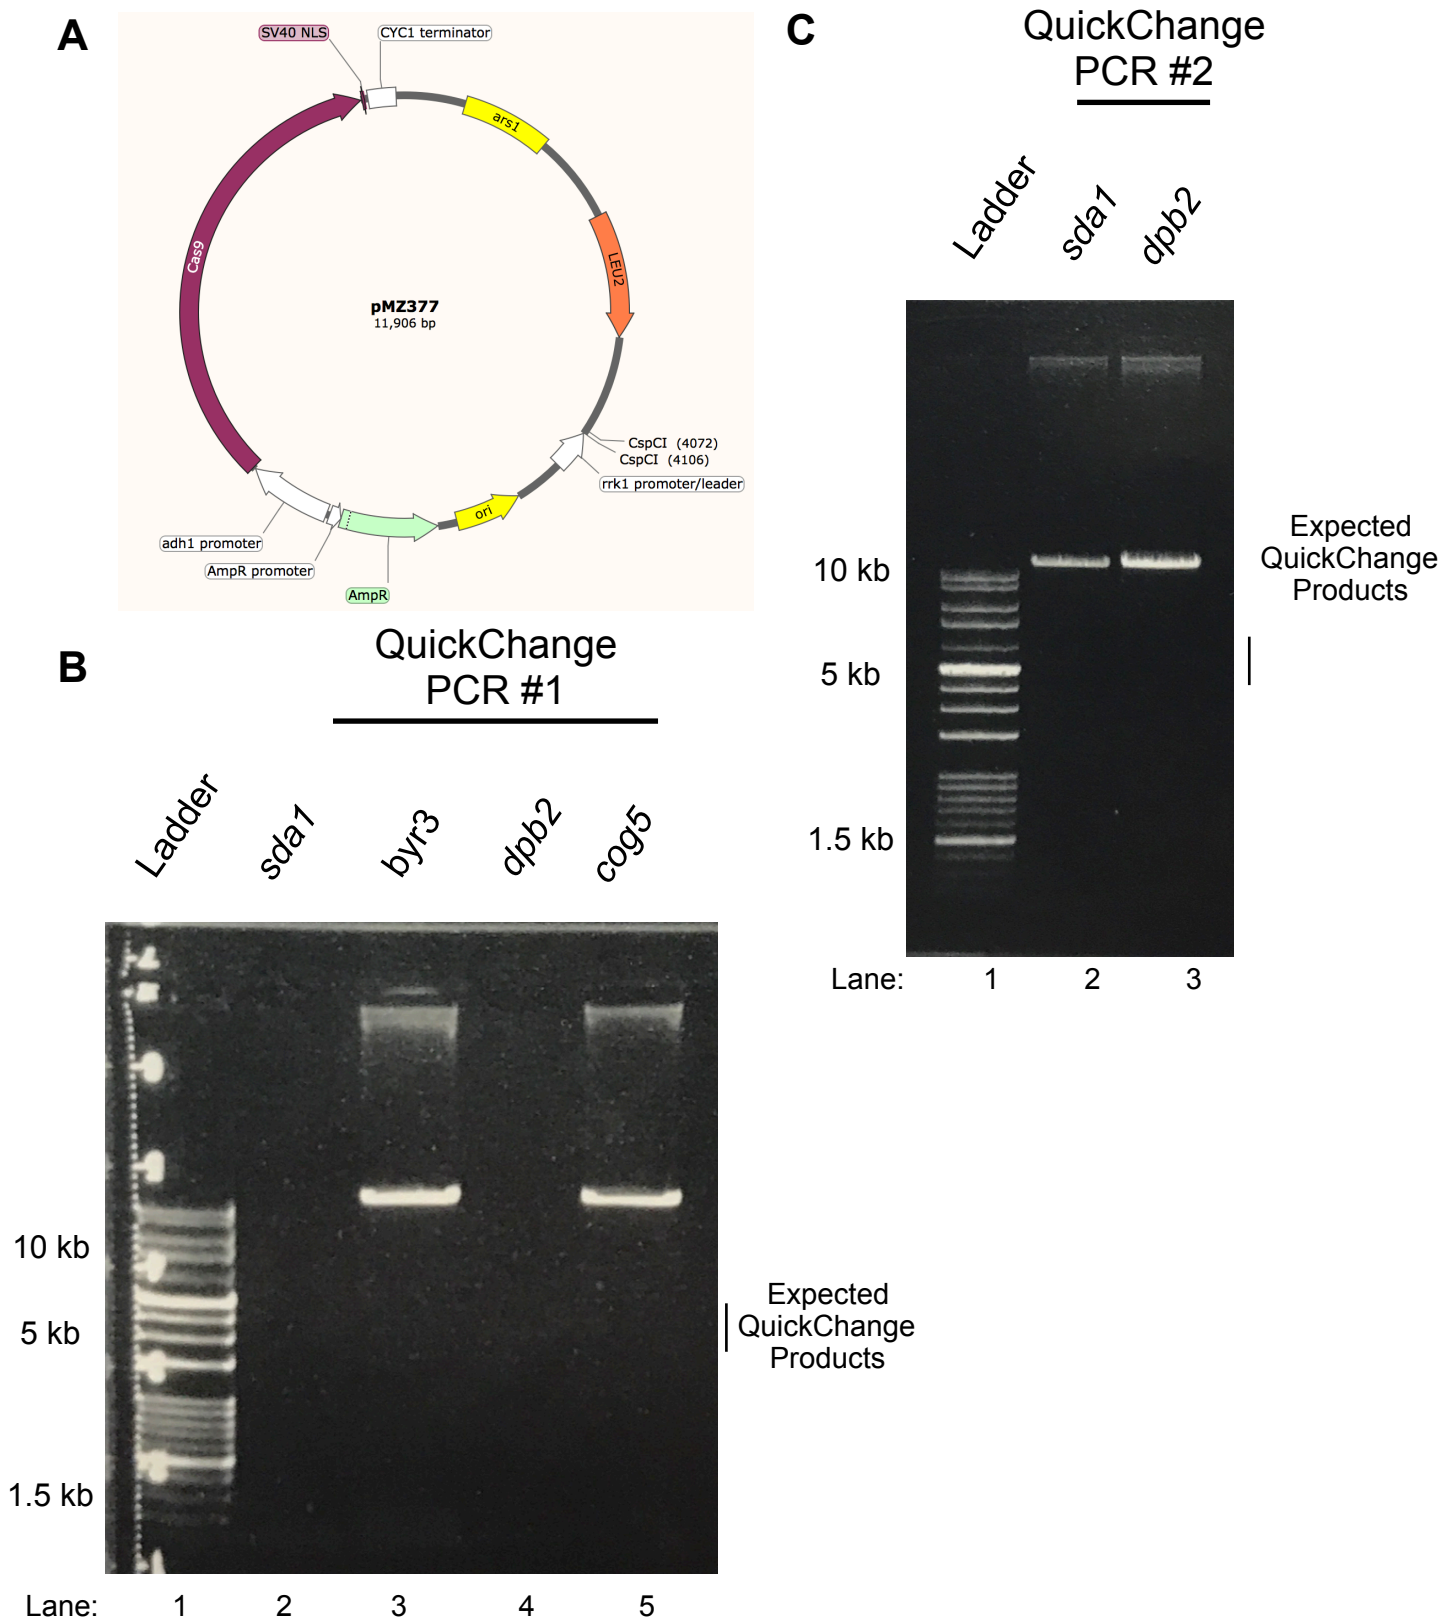 A
SV40 NLS
CYC1 terminator
ars1
LEU2
Cas9
pMZ377
11,906 bp
CspCI (4072)
CspCI (4106)
rrk1 promoter/leader
ori
adh1 promoter
AmpR promoter
AmpR
B
QuickChange
PCR #1
Ladder
sda1
byr3
dpb2
cog5
10 kb
5 kb
1.5 kb
Expected
QuickChange
Products
Lane: 1 2 3 4 5
C
QuickChange
PCR #2
Ladder
sda1
dpb2
10 kb
5 kb
1.5 kb
Expected
QuickChange
Products
Lane: 1 2 3